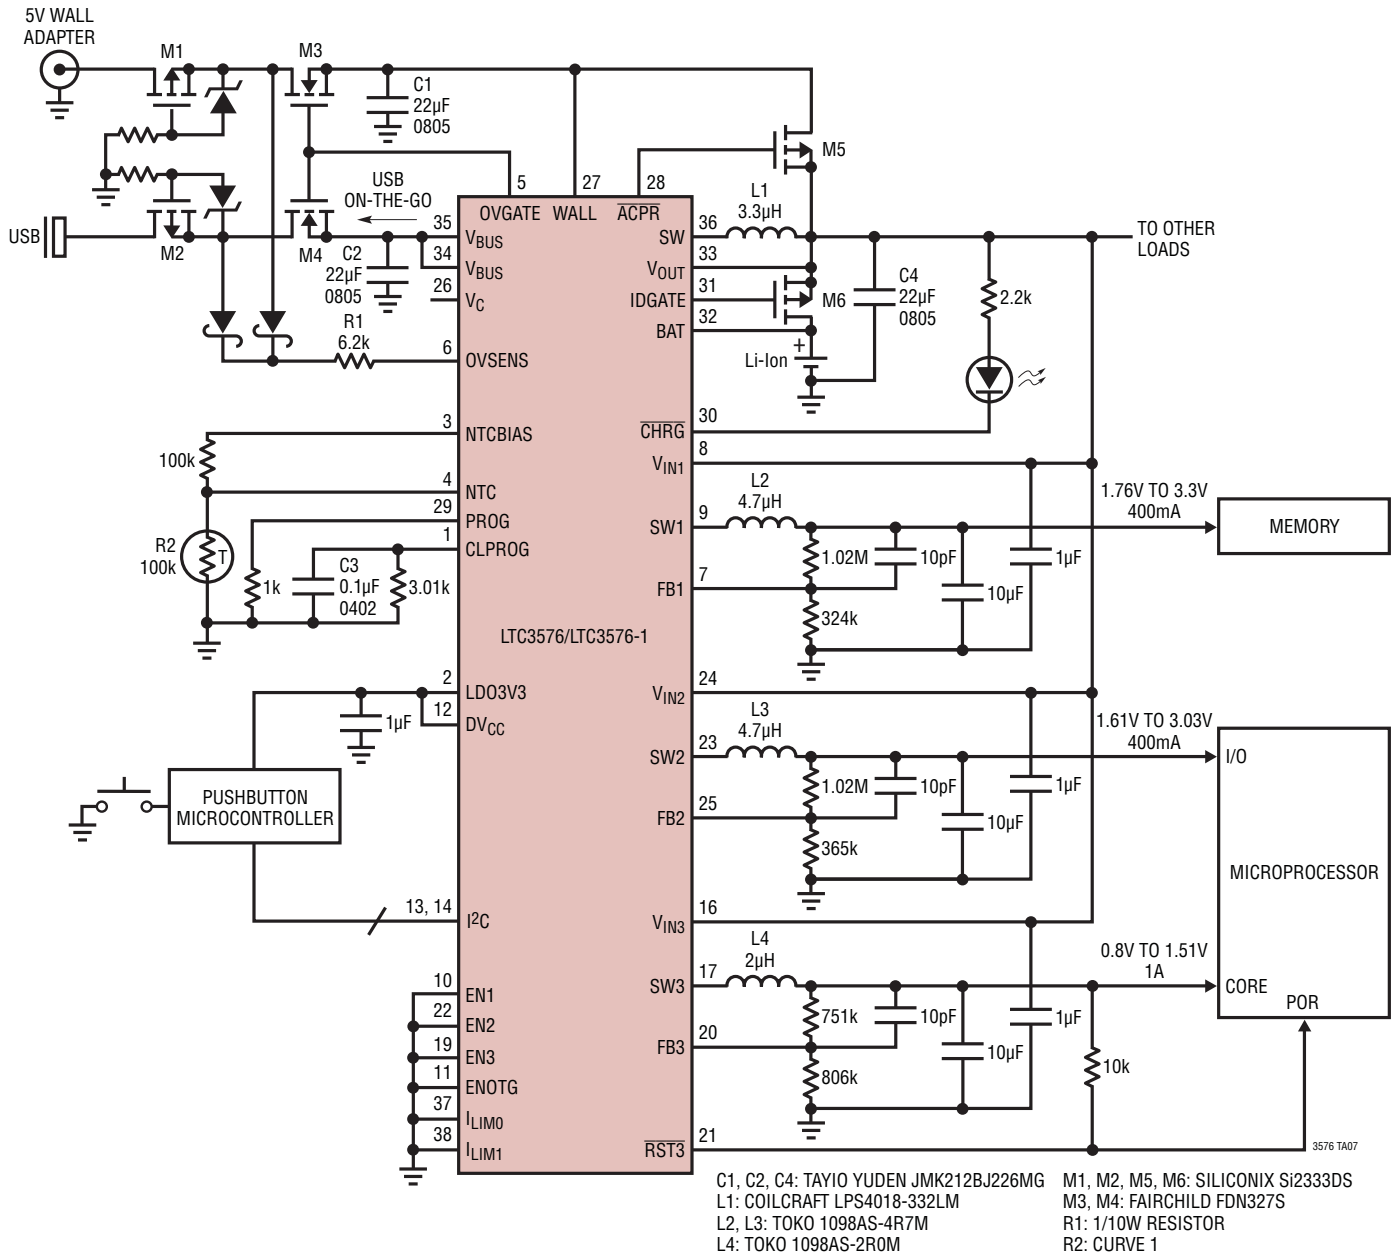 5V WALL
ADAPTER
M1
M3
C1
22µF
0805
M5
USB
ON-THE-GO
5
27
28
OVGATE
WALL
ACPR
L1
3.3µH
USB
M2
M4
C2
22µF
0805
35
VBUS
34
VBUS
26
VC
R1
6.2k
6
OVSENS
36
SW
33
VOUT
31
IDGATE
32
BAT
M6
C4
22µF
0805
TO OTHER
LOADS
2.2k
+
Li-Ion
30
CHRG
3
NTCBIAS
100k
4
NTC
29
PROG
1
CLPROG
R2
100k
T
1k
C3
0.1µF
0402
3.01k
8
VIN1
L2
4.7µH
9
SW1
1.76V TO 3.3V
400mA
MEMORY
1.02M
10pF
1µF
7
FB1
10µF
324k
LTC3576/LTC3576-1
2
LDO3V3
12
DVCC
1µF
24
VIN2
L3
4.7µH
23
SW2
1.61V TO 3.03V
400mA
I/O
1.02M
10pF
1µF
25
FB2
10µF
365k
PUSHBUTTON
MICROCONTROLLER
MICROPROCESSOR
13, 14
I2C
16
VIN3
L4
2µH
17
SW3
0.8V TO 1.51V
1A
CORE
POR
10
EN1
22
EN2
19
EN3
11
ENOTG
37
ILIM0
38
ILIM1
751k
10pF
1µF
20
FB3
10µF
806k
10k
21
RST3
3576 TA07
C1, C2, C4: TAYIO YUDEN JMK212BJ226MG
L1: COILCRAFT LPS4018-332LM
L2, L3: TOKO 1098AS-4R7M
L4: TOKO 1098AS-2R0M
M1, M2, M5, M6: SILICONIX Si2333DS
M3, M4: FAIRCHILD FDN327S
R1: 1/10W RESISTOR
R2: CURVE 1